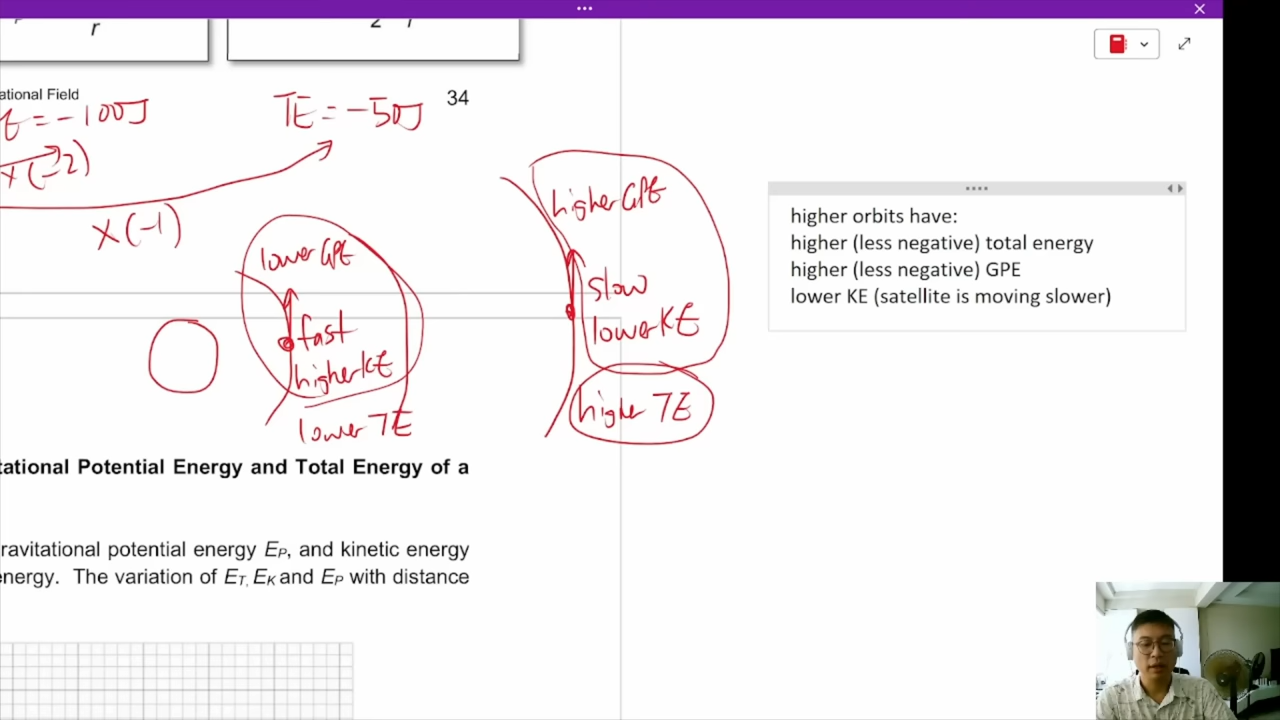 r
2
ational Field
= -100J
TE = -50J
34
x(-2)
x(-1)
lower GPE
fast
higher KE
lower TE
higher GPE
slow
lower KE
higher TE
higher orbits have:
higher (less negative) total energy
higher (less negative) GPE
lower KE (satellite is moving slower)
tational Potential Energy and Total Energy of a
ravitational potential energy EP, and kinetic energy
energy. The variation of ET, EK and EP with distance